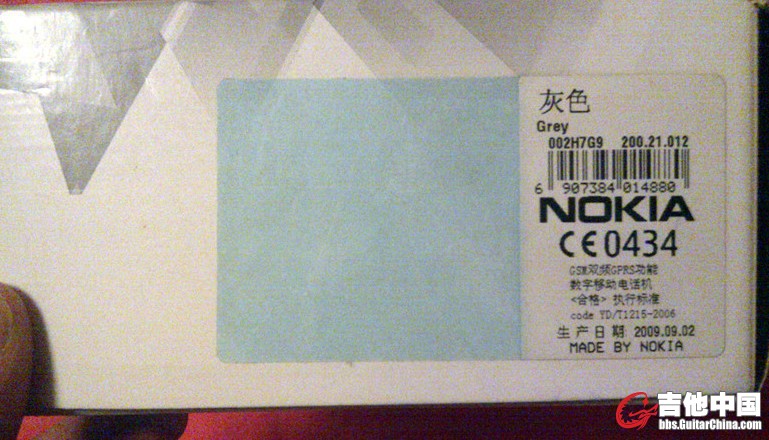 灰色
Grey
002H7G9 200.21.012
6 907384 014880
NOKIA
CE0434
GSM双频GPRS功能
数字移动电话机
<合格> 执行标准
code YD/T1215-2006
生产日期: 2009.09.02
MADE BY NOKIA
吉他中国
bbs.GuitarChina.com